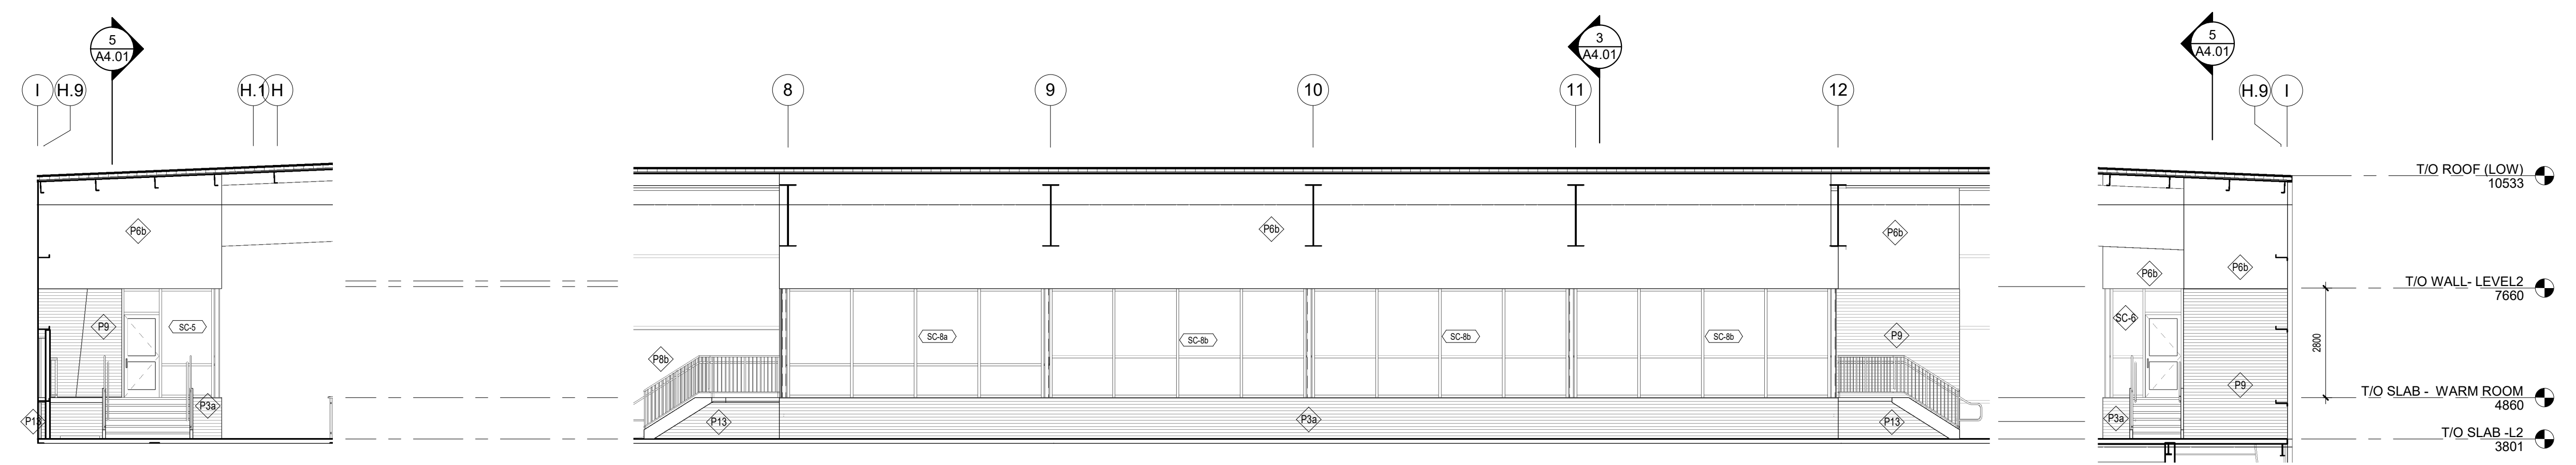 5
A4.01
3
A4.01
5
A4.01
I
H.9
H.1
H
8
9
10
11
12
H.9
I
T/O ROOF (LOW)
10533
P6b
P6b
P6b
P6b
P6b
T/O WALL- LEVEL2
7660
P9
SC-5
P8b
SC-8a
SC-8b
SC-8b
SC-8b
P9
SC-6
2800
P9
T/O SLAB - WARM ROOM
4860
P13
P3a
P13
P3a
P13
P3a
T/O SLAB -L2
3801